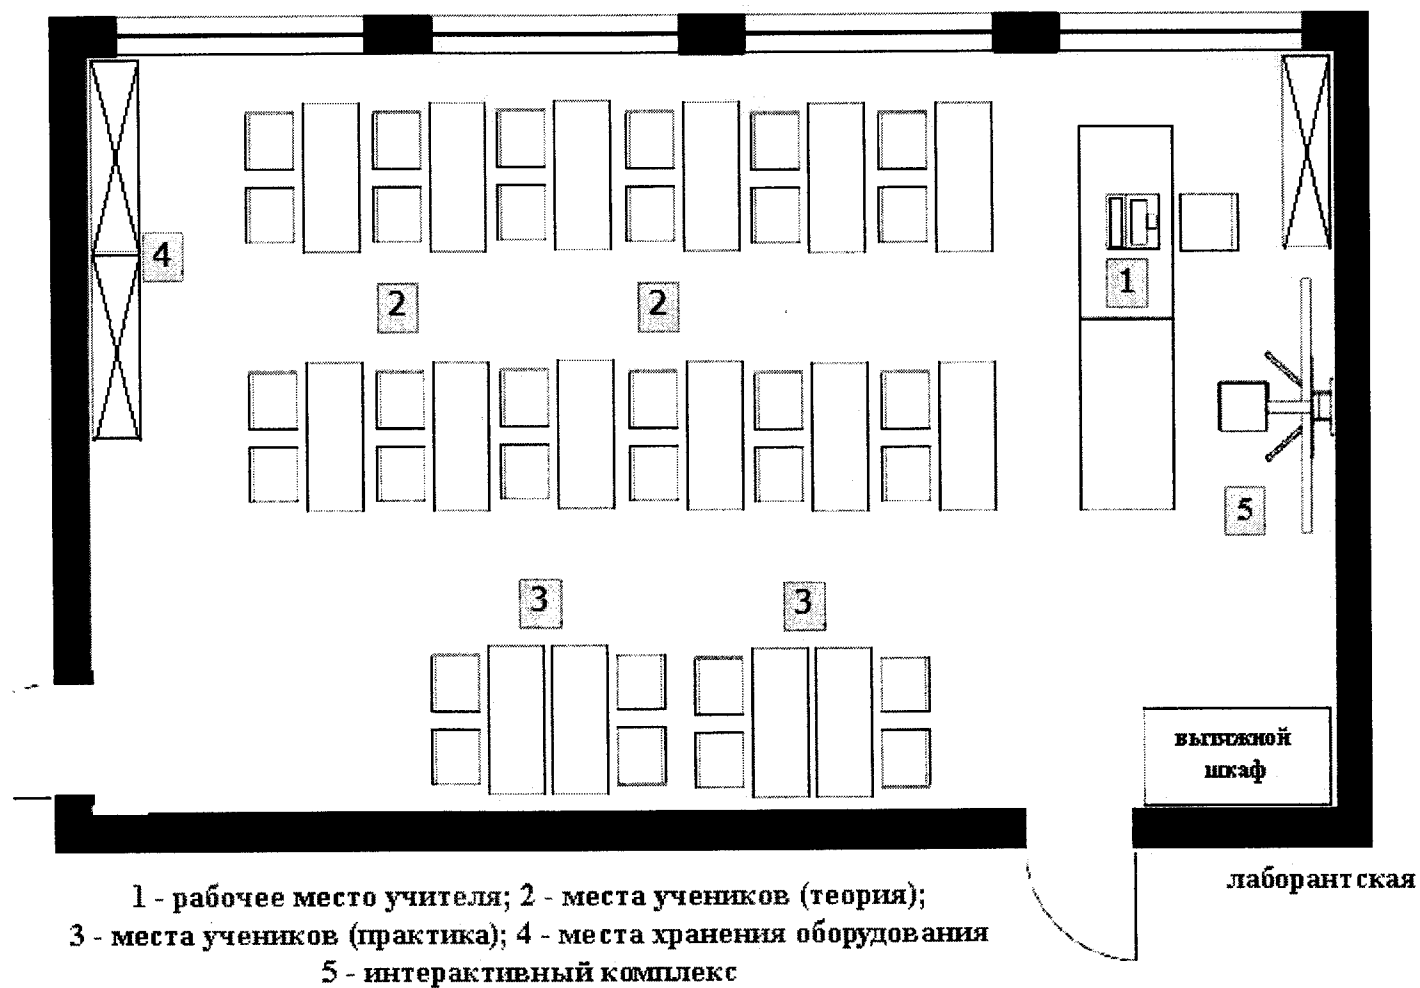 4
2
2
1
5
3
3
вытяжной
шкаф
лаборантская
1 - рабочее место учителя; 2 - места учеников (теория);
3 - места учеников (практика); 4 - места хранения оборудования
5 - интерактивный комплекс